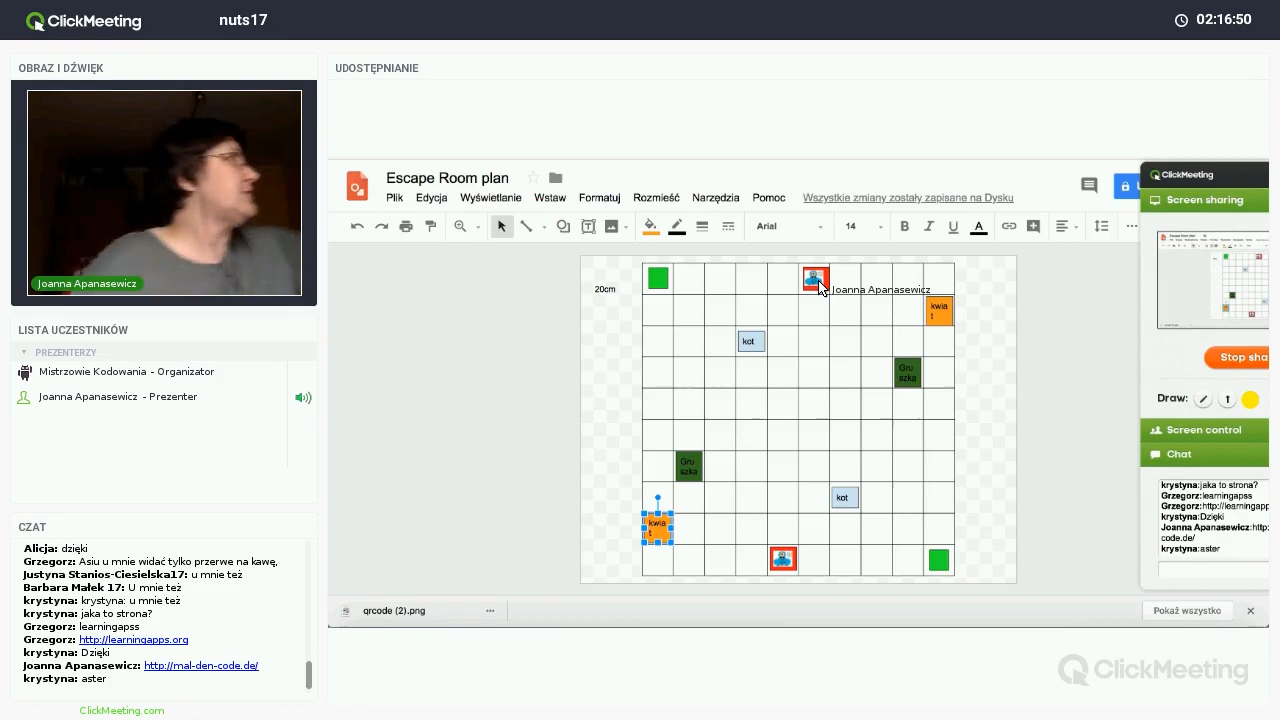 ClickMeeting
nuts17
02:16:50
OBRAZ I DŹWIĘK
Joanna Apanasewicz
LISTA UCZESTNIKÓW
PREZENTERZY
Mistrzowie Kodowania - Organizator
Joanna Apanasewicz - Prezenter
CZAT
Alicja: dzięki
Grzegorz: Asiu u mnie widać tylko przerwe na kawę,
Justyna Stanios-Ciesielska17: u mnie też
Barbara Małek 17: U mnie też
krystyna: krystyna: u mnie też
krystyna: jaka to strona?
Grzegorz: learningapss
Grzegorz: http://learningapps.org
krystyna: Dzięki
Joanna Apanasewicz: http://mal-den-code.de/
krystyna: aster
ClickMeeting.com
UDOSTĘPNIANIE
Escape Room plan
Plik Edycja Wyświetlanie Wstaw Formatuj Rozmieść Narzędzia Pomoc Wszystkie zmiany zostały zapisane na Dysku
Arial 14 B I U A
20cm
Joanna Apanasewicz
kwia
t
kot
Gru
szka
Gru
szka
kot
kwia
t
ClickMeeting
Screen sharing
Stop sha
Draw:
Screen control
Chat
krystyna:jaka to strona?
Grzegorz:learningapss
Grzegorz:http://learningapp
krystyna:Dzięki
Joanna Apanasewicz:http:
code.de/
krystyna:aster
qrcode (2).png
Pokaż wszystko
ClickMeeting